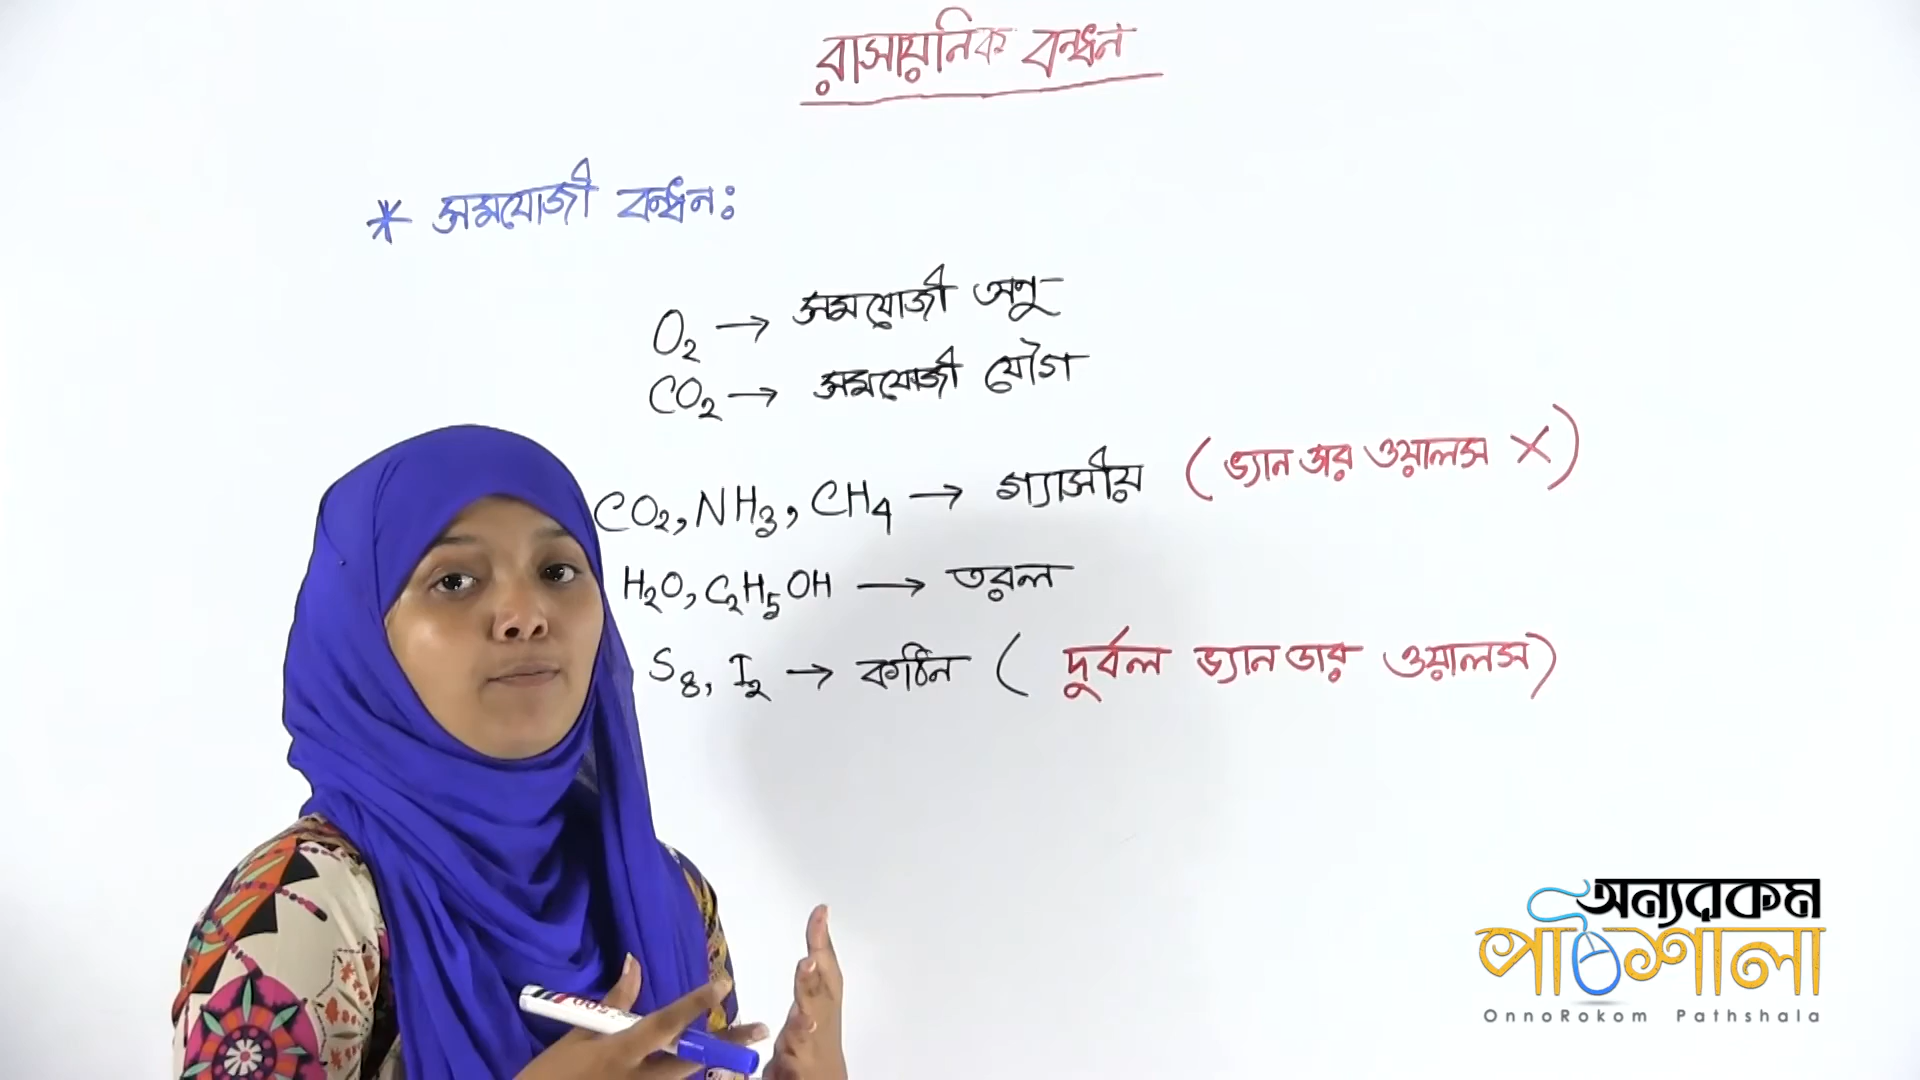 রাসায়নিক বন্ধন
* সমযোজী বন্ধন:
O₂ → সমযোজী অনু
CO₂ → সমযোজী যৌগ
CO₂, NH₃, CH₄ → গ্যাসীয় (ভ্যান ডার ওয়ালস X)
H₂O, C₂H₅OH → তরল
S₈, I₂ → কঠিন (দুর্বল ভ্যান ডার ওয়ালস)
অন্যরকম
পাঠশালা
OnnoRokom Pathshala